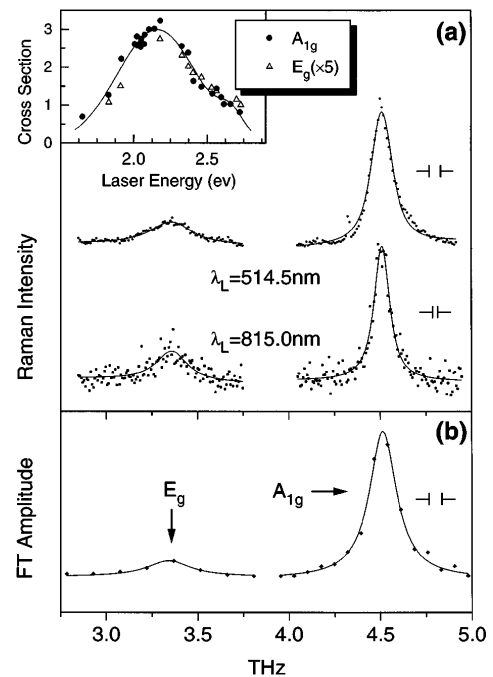 (a)
A1g
Eg(×5)
Cross Section
3
2
1
0
2.0
2.5
Laser Energy (ev)
Raman Intensity
λL=514.5nm
λL=815.0nm
(b)
FT Amplitude
Eg
A1g
3.0
3.5
4.0
4.5
5.0
THz